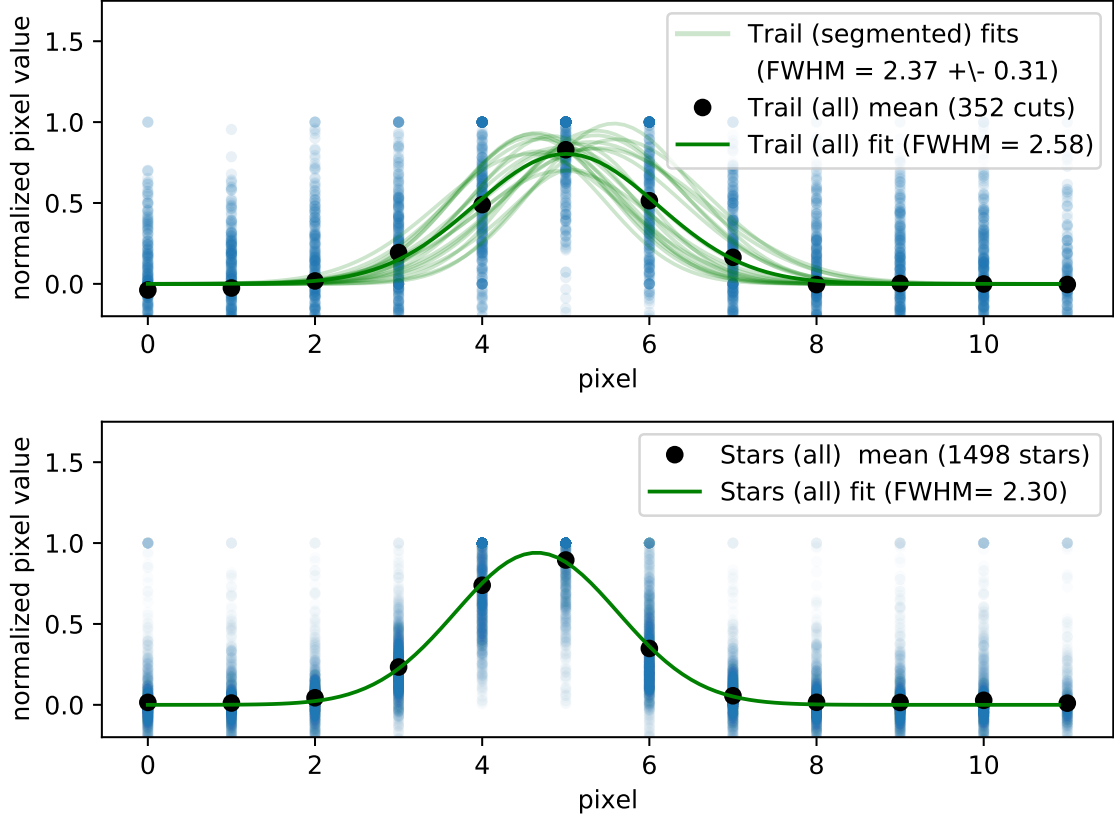 normalized pixel value
1.5
1.0
0.5
0.0
Trail (segmented) fits
(FWHM = 2.37 +\- 0.31)
Trail (all) mean (352 cuts)
Trail (all) fit (FWHM = 2.58)
0 2 4 6 8 10
pixel
normalized pixel value
1.5
1.0
0.5
0.0
Stars (all)  mean (1498 stars)
Stars (all) fit (FWHM= 2.30)
0 2 4 6 8 10
pixel